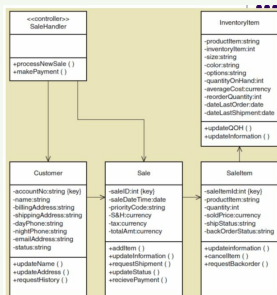 <<controller>>
SaleHandler
+processNewSale ( )
+makePayment ( )
InventoryItem
-productItem:string
-inventoryItem:int
-size:string
-color:string
-options:string
-quantityOnHand:int
-averageCost:currency
-reorderQuantity:int
-dateLastOrder:date
-dateLastShipment:date
+updateQOH ( )
+updateInformation ( )
Customer
-accountNo:string {key}
-name:string
-billingAddress:string
-shippingAddress:string
-dayPhone:string
-nightPhone:string
-emailAddress:string
-status:string
+updateName ( )
+updateAddress ( )
+requestHistory ( )
Sale
-saleID:int {key}
-saleDateTime:date
-priorityCode:string
-S&H:currency
-tax:currency
-totalAmt:currency
+addItem ( )
+updateInformation ( )
+requestShipment ( )
+updateStatus ( )
+recievePayment ( )
SaleItem
-saleItemId:int {key}
-productItem:string
-quantity:int
-soldPrice:currency
-shipStatus:string
-backOrderStatus:string
+updateinformation ( )
+cancelItem ( )
+requestBackorder ( )